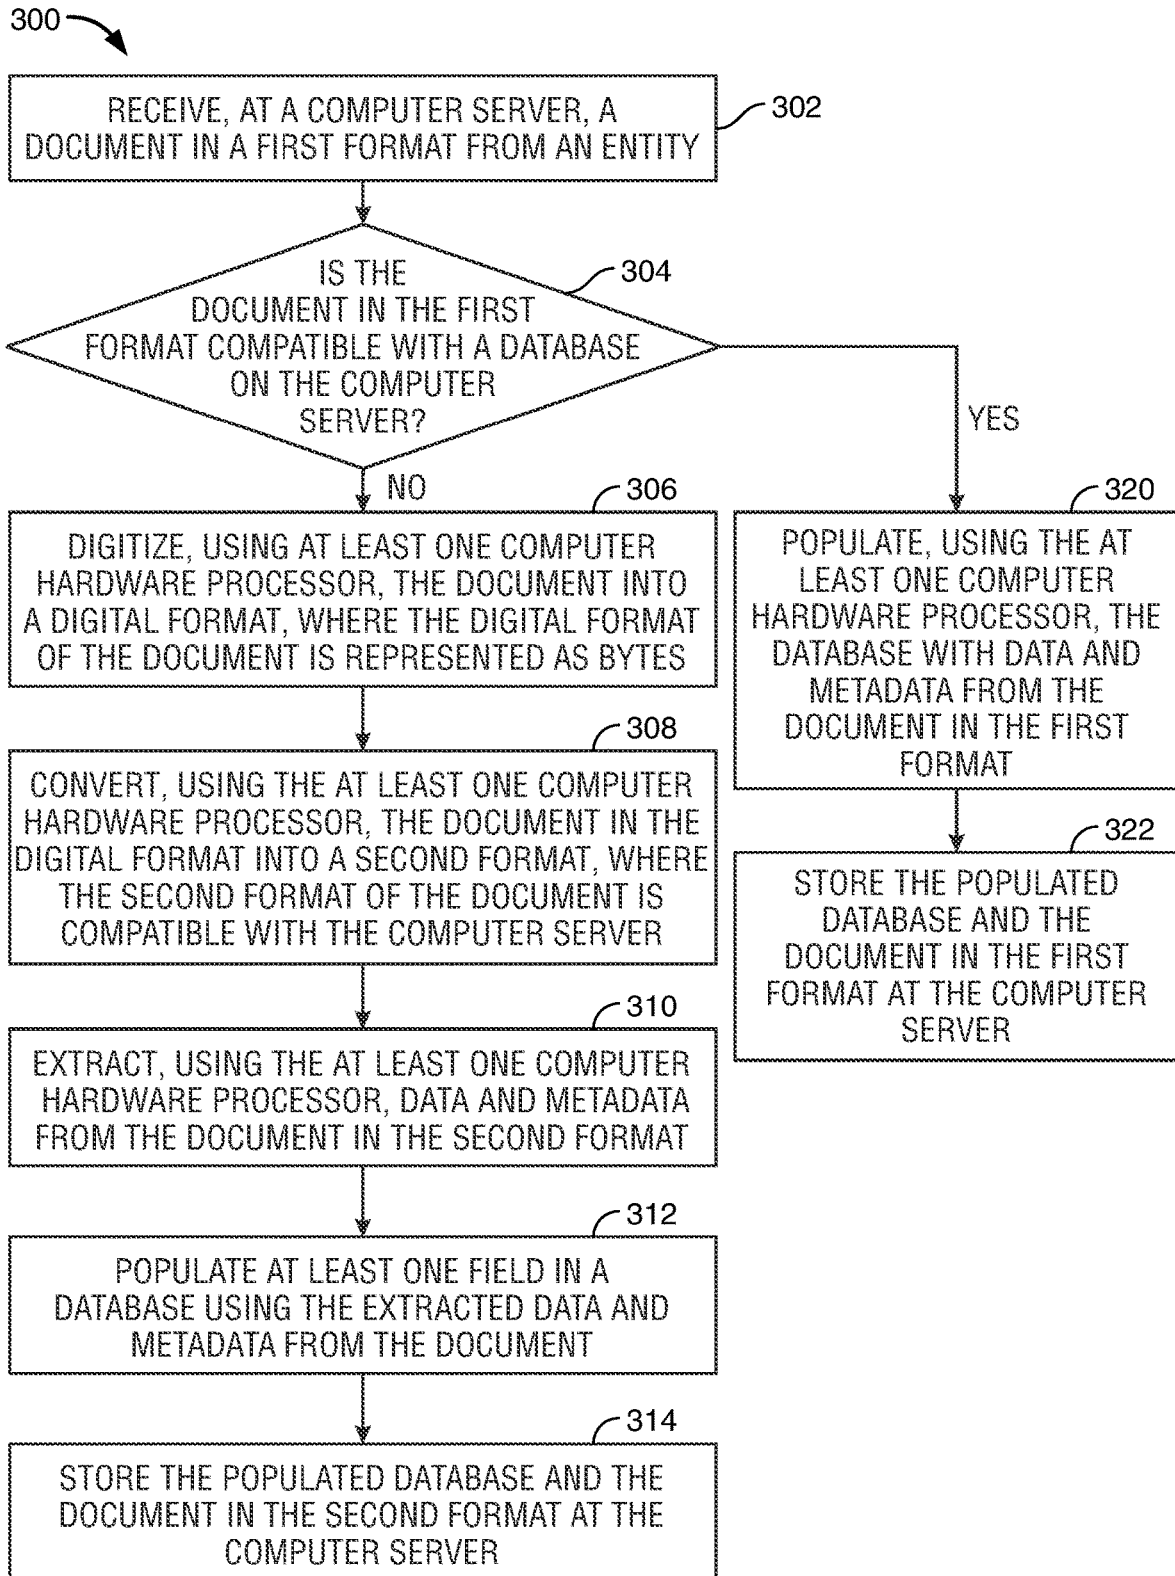 300
RECEIVE, AT A COMPUTER SERVER, A
DOCUMENT IN A FIRST FORMAT FROM AN ENTITY
302
IS THE
DOCUMENT IN THE FIRST
FORMAT COMPATIBLE WITH A DATABASE
ON THE COMPUTER
SERVER?
304
YES
NO
306
DIGITIZE, USING AT LEAST ONE COMPUTER
HARDWARE PROCESSOR, THE DOCUMENT INTO
A DIGITAL FORMAT, WHERE THE DIGITAL FORMAT
OF THE DOCUMENT IS REPRESENTED AS BYTES
308
CONVERT, USING THE AT LEAST ONE COMPUTER
HARDWARE PROCESSOR, THE DOCUMENT IN THE
DIGITAL FORMAT INTO A SECOND FORMAT, WHERE
THE SECOND FORMAT OF THE DOCUMENT IS
COMPATIBLE WITH THE COMPUTER SERVER
310
EXTRACT, USING THE AT LEAST ONE COMPUTER
HARDWARE PROCESSOR, DATA AND METADATA
FROM THE DOCUMENT IN THE SECOND FORMAT
312
POPULATE AT LEAST ONE FIELD IN A
DATABASE USING THE EXTRACTED DATA AND
METADATA FROM THE DOCUMENT
314
STORE THE POPULATED DATABASE AND THE
DOCUMENT IN THE SECOND FORMAT AT THE
COMPUTER SERVER
320
POPULATE, USING THE AT
LEAST ONE COMPUTER
HARDWARE PROCESSOR, THE
DATABASE WITH DATA AND
METADATA FROM THE
DOCUMENT IN THE FIRST
FORMAT
322
STORE THE POPULATED
DATABASE AND THE
DOCUMENT IN THE FIRST
FORMAT AT THE COMPUTER
SERVER